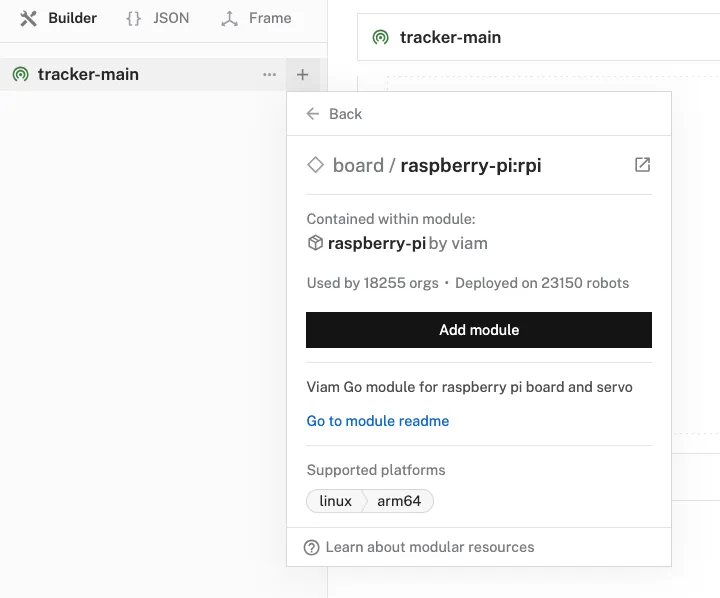 Builder
{} JSON
Frame
tracker-main
tracker-main
Back
board / raspberry-pi:rpi
Contained within module:
raspberry-pi by viam
Used by 18255 orgs • Deployed on 23150 robots
Add module
Viam Go module for raspberry pi board and servo
Go to module readme
Supported platforms
linux arm64
Learn about modular resources